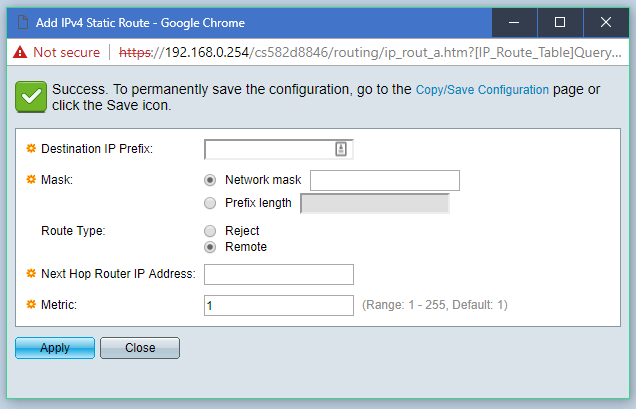 Add IPv4 Static Route - Google Chrome
Not secure | https://192.168.0.254/cs582d8846/routing/ip_rout_a.htm?[IP_Route_Table]Query...
Success. To permanently save the configuration, go to the Copy/Save Configuration page or
click the Save icon.
Destination IP Prefix:
Mask: Network mask
Prefix length
Route Type: Reject
Remote
Next Hop Router IP Address:
Metric: 1 (Range: 1 - 255, Default: 1)
Apply Close